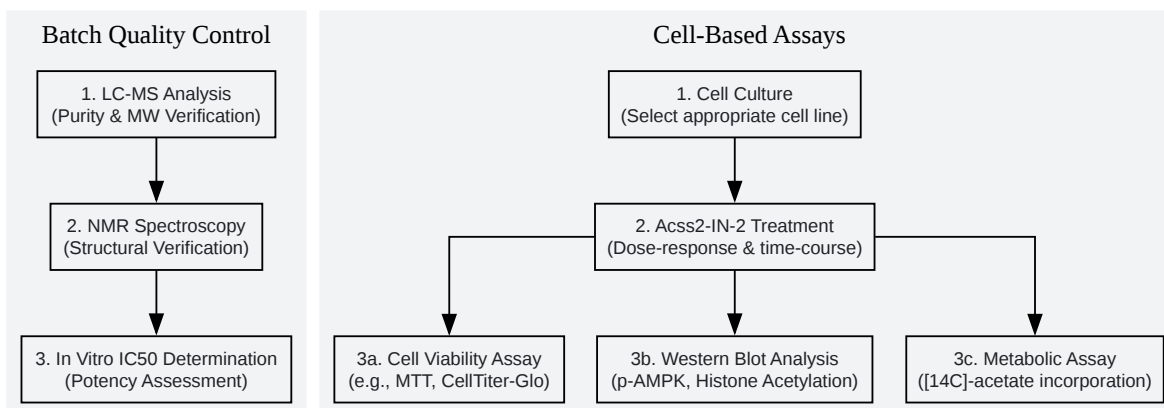 Batch Quality Control
1. LC-MS Analysis
(Purity & MW Verification)
2. NMR Spectroscopy
(Structural Verification)
3. In Vitro IC50 Determination
(Potency Assessment)
Cell-Based Assays
1. Cell Culture
(Select appropriate cell line)
2. Acss2-IN-2 Treatment
(Dose-response & time-course)
3a. Cell Viability Assay
(e.g., MTT, CellTiter-Glo)
3b. Western Blot Analysis
(p-AMPK, Histone Acetylation)
3c. Metabolic Assay
([14C]-acetate incorporation)